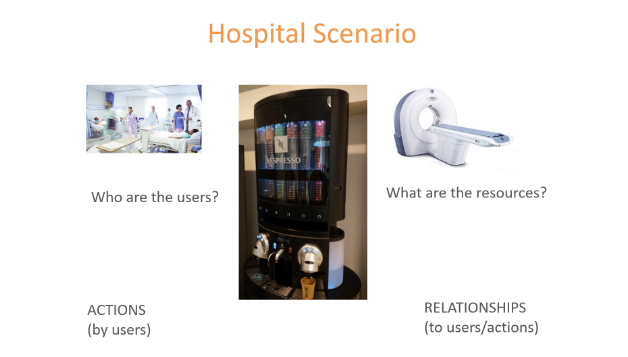 Hospital Scenario
NESPRESSO
Who are the users?
What are the resources?
ACTIONS
(by users)
RELATIONSHIPS
(to users/actions)